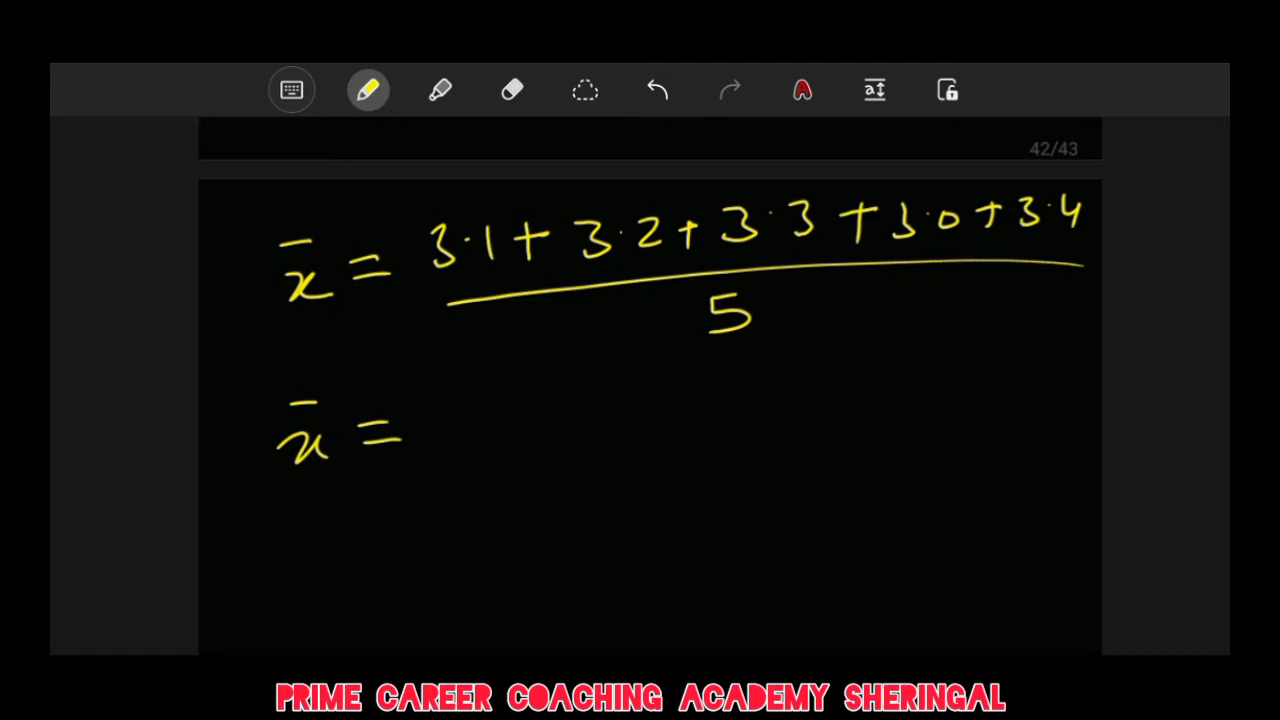 42/43
x̄ = 3·1 + 3·2 + 3·3 + 3·0 + 3·4
5
x̄ =
PRIME CAREER COACHING ACADEMY SHERINGAL